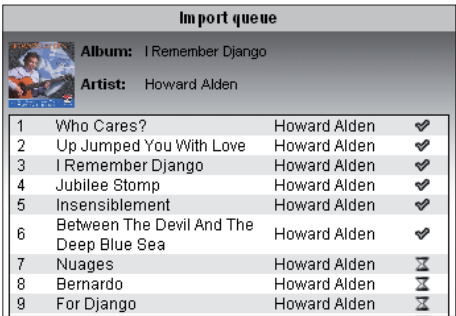 Import queue
Album: I Remember Django
Artist: Howard Alden
1 Who Cares? Howard Alden
2 Up Jumped You With Love Howard Alden
3 I Remember Django Howard Alden
4 Jubilee Stomp Howard Alden
5 Insensiblement Howard Alden
6 Between The Devil And The
Deep Blue Sea Howard Alden
7 Nuages Howard Alden
8 Bernardo Howard Alden
9 For Django Howard Alden